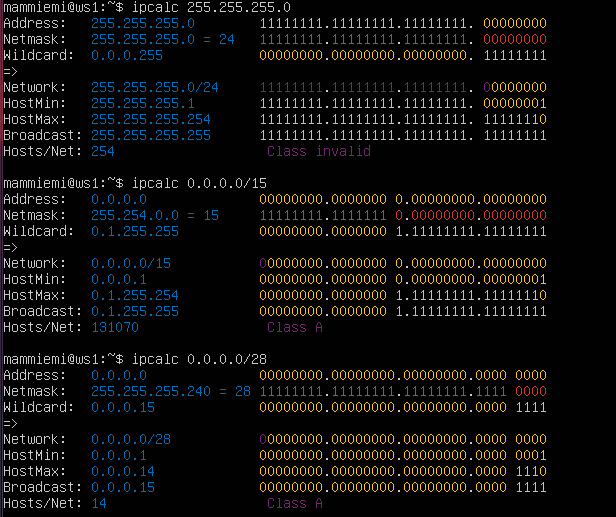 mammiemi@ws1:~$ ipcalc 255.255.255.0
Address:   255.255.255.0        11111111.11111111.11111111. 00000000
Netmask:   255.255.255.0 = 24   11111111.11111111.11111111. 00000000
Wildcard:  0.0.0.255            00000000.00000000.00000000. 11111111
=>
Network:   255.255.255.0/24     11111111.11111111.11111111. 00000000
HostMin:   255.255.255.1        11111111.11111111.11111111. 00000001
HostMax:   255.255.255.254      11111111.11111111.11111111. 11111110
Broadcast: 255.255.255.255      11111111.11111111.11111111. 11111111
Hosts/Net: 254                   Class invalid
mammiemi@ws1:~$ ipcalc 0.0.0.0/15
Address:   0.0.0.0              00000000.0000000 0.00000000.00000000
Netmask:   255.254.0.0 = 15     11111111.1111111 0.00000000.00000000
Wildcard:  0.1.255.255          00000000.0000000 1.11111111.11111111
=>
Network:   0.0.0.0/15           00000000.0000000 0.00000000.00000000
HostMin:   0.0.0.1              00000000.0000000 0.00000000.00000001
HostMax:   0.1.255.254          00000000.0000000 1.11111111.11111110
Broadcast: 0.1.255.255          00000000.0000000 1.11111111.11111111
Hosts/Net: 131070                Class A
mammiemi@ws1:~$ ipcalc 0.0.0.0/28
Address:   0.0.0.0              00000000.00000000.00000000.0000 0000
Netmask:   255.255.255.240 = 28 11111111.11111111.11111111.1111 0000
Wildcard:  0.0.0.15             00000000.00000000.00000000.0000 1111
=>
Network:   0.0.0.0/28           00000000.00000000.00000000.0000 0000
HostMin:   0.0.0.1              00000000.00000000.00000000.0000 0001
HostMax:   0.0.0.14             00000000.00000000.00000000.0000 1110
Broadcast: 0.0.0.15             00000000.00000000.00000000.0000 1111
Hosts/Net: 14                    Class A